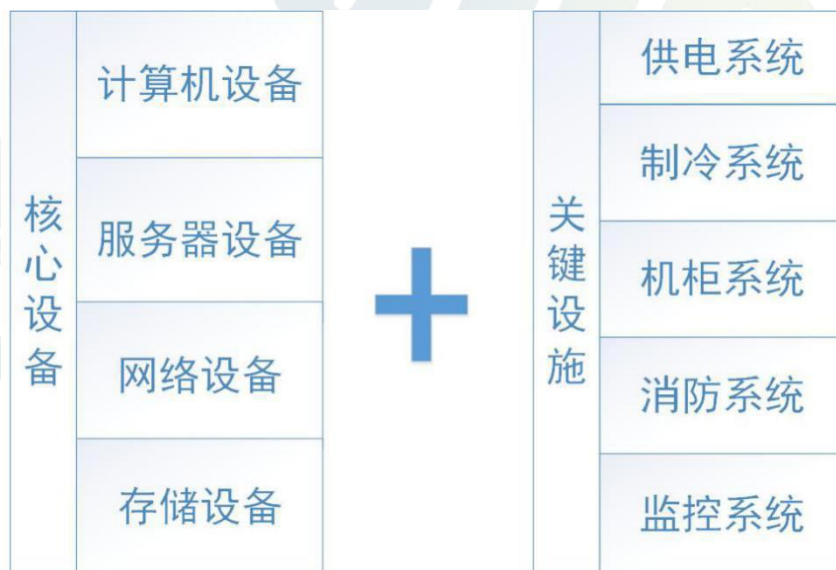 核心设备
计算机设备
服务器设备
网络设备
存储设备
+
关键设施
供电系统
制冷系统
机柜系统
消防系统
监控系统